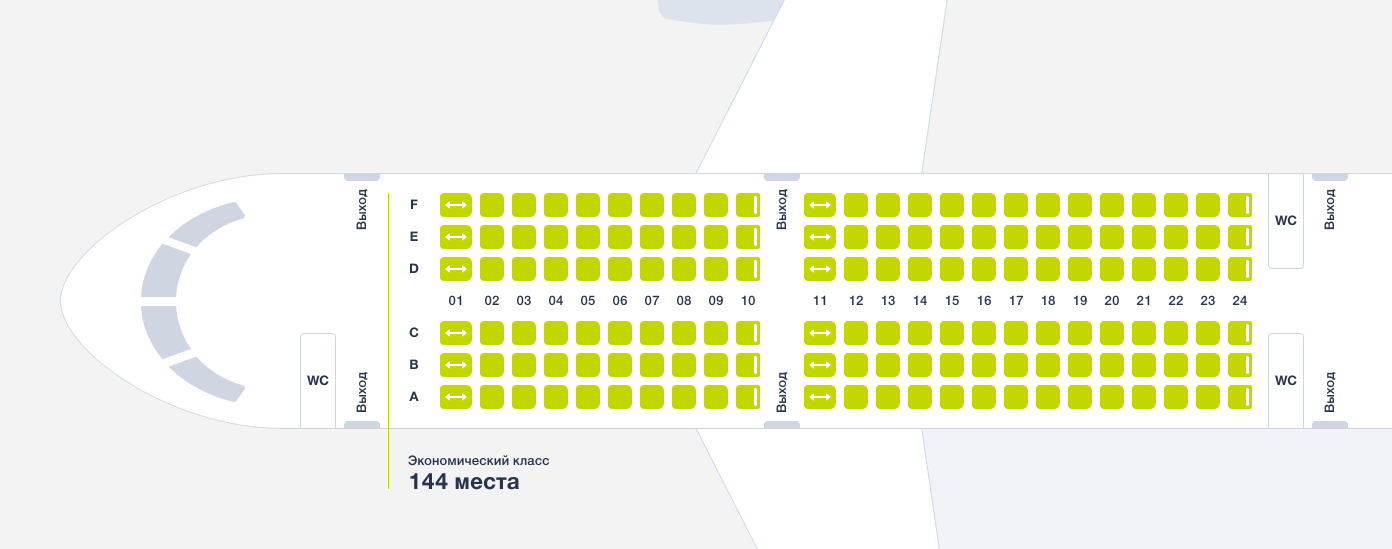 Выход Выход Выход
F
E WC
D
01 02 03 04 05 06 07 08 09 10 11 12 13 14 15 16 17 18 19 20 21 22 23 24
C
B
WC WC
A
Выход Выход Выход
Экономический класс
144 места